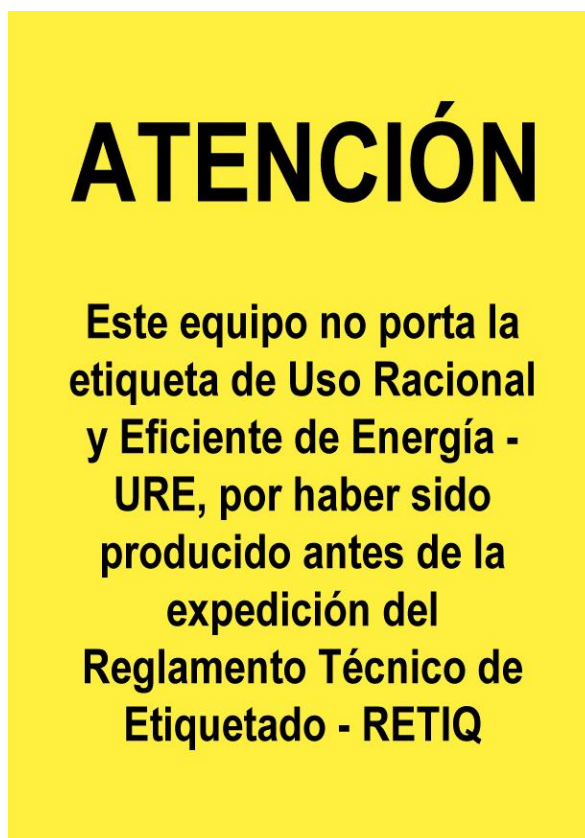 ATENCIÓN
Este equipo no porta la
etiqueta de Uso Racional
y Eficiente de Energía -
URE, por haber sido
producido antes de la
expedición del
Reglamento Técnico de
Etiquetado - RETIQ